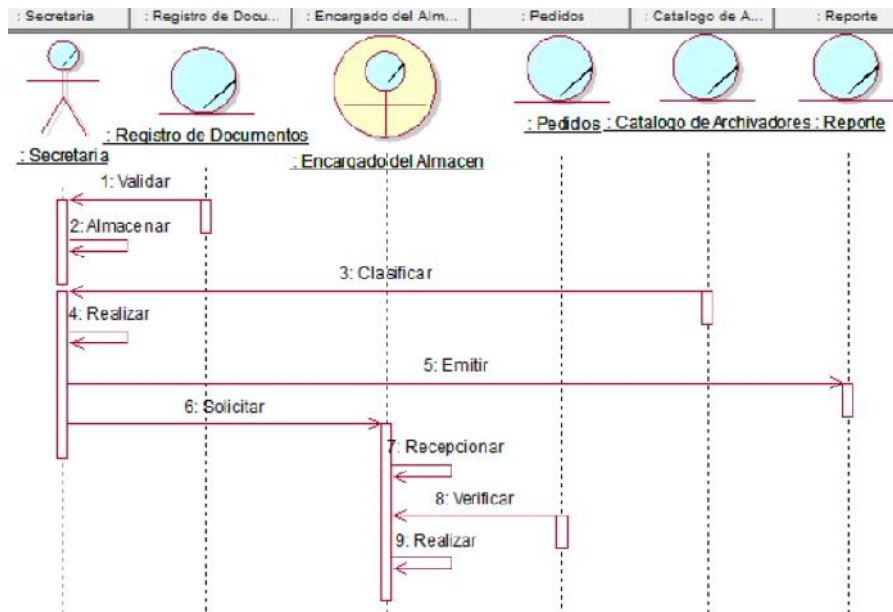 : Secretaria
: Registro de Docu...
: Encargado del Alm...
: Pedidos
: Catalogo de A...
: Reporte
: Secretaria
: Registro de Documentos
: Encargado del Almacen
: Pedidos
: Catalogo de Archivadores
: Reporte
1: Validar
2: Almacenar
3: Clasificar
4: Realizar
5: Emitir
6: Solicitar
7: Recepcionar
8: Verificar
9: Realizar